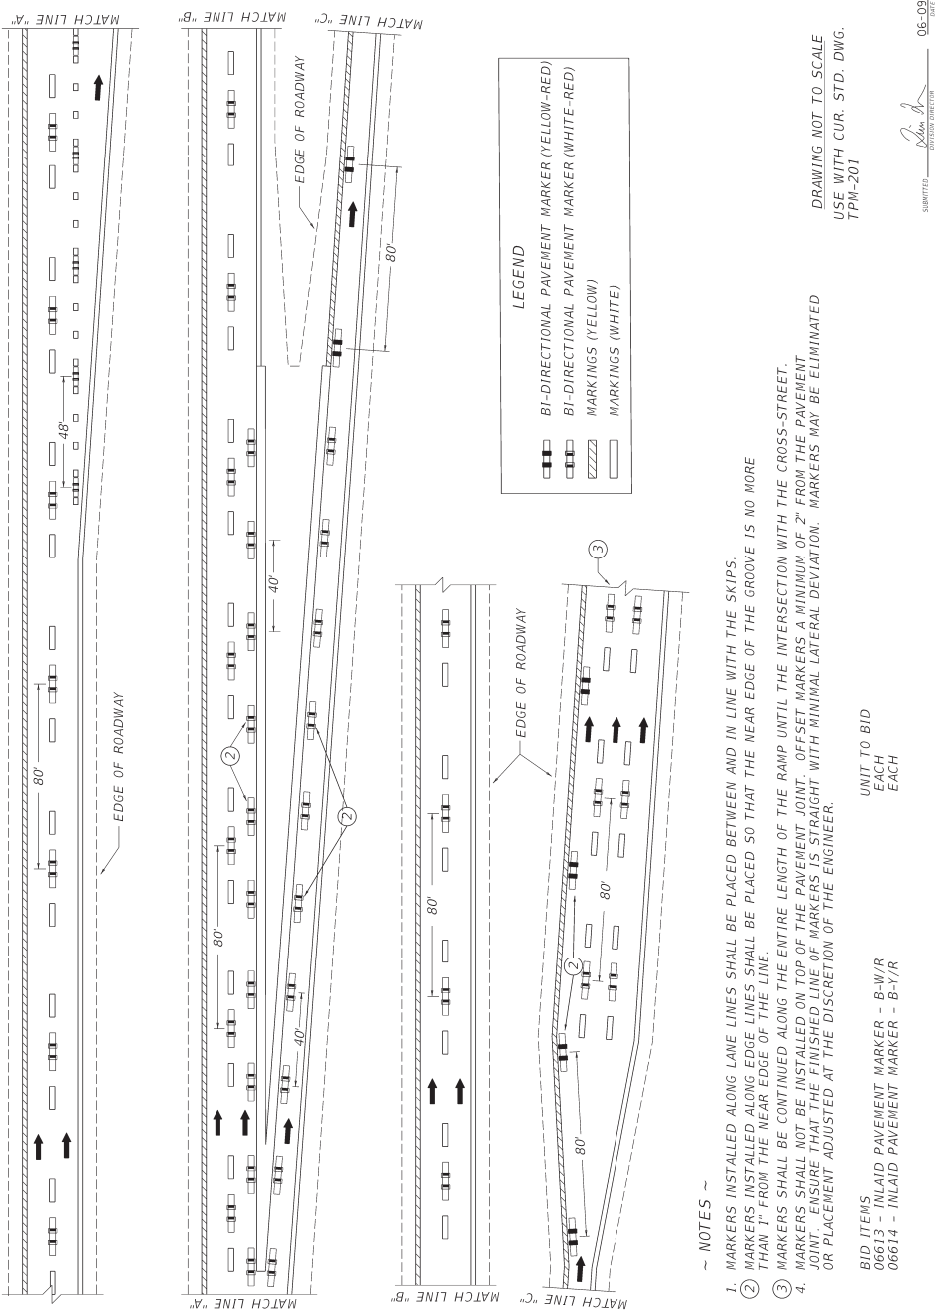 MATCH LINE "A"
MATCH LINE "B"
MATCH LINE "C"
EDGE OF ROADWAY
48'
80'
EDGE OF ROADWAY
80'
40'
2
2
80'
40'
MATCH LINE "A"
LEGEND
BI-DIRECTIONAL PAVEMENT MARKER (YELLOW-RED)
BI-DIRECTIONAL PAVEMENT MARKER (WHITE-RED)
MARKINGS (YELLOW)
MARKINGS (WHITE)
EDGE OF ROADWAY
80'
MATCH LINE "B"
3
80'
2
80'
MATCH LINE "C"
~ NOTES ~
1. MARKERS INSTALLED ALONG LANE LINES SHALL BE PLACED BETWEEN AND IN LINE WITH THE SKIPS.
2 MARKERS INSTALLED ALONG EDGE LINES SHALL BE PLACED SO THAT THE NEAR EDGE OF THE GROOVE IS NO MORE
THAN 1" FROM THE NEAR EDGE OF THE LINE.
3 MARKERS SHALL BE CONTINUED ALONG THE ENTIRE LENGTH OF THE RAMP UNTIL THE INTERSECTION WITH THE CROSS-STREET.
4. MARKERS SHALL NOT BE INSTALLED ON TOP OF THE PAVEMENT JOINT. OFFSET MARKERS A MINIMUM OF 2" FROM THE PAVEMENT
JOINT. ENSURE THAT THE FINISHED LINE OF MARKERS IS STRAIGHT WITH MINIMAL LATERAL DEVIATION. MARKERS MAY BE ELIMINATED
OR PLACEMENT ADJUSTED AT THE DISCRETION OF THE ENGINEER.
BID ITEMS UNIT TO BID
06613 - INLAID PAVEMENT MARKER - B-W/R EACH
06614 - INLAID PAVEMENT MARKER - B-Y/R EACH
DRAWING NOT TO SCALE
USE WITH CUR. STD. DWG.
TPM-201
SUBMITTED 06-09
DIVISION DIRECTOR DATE